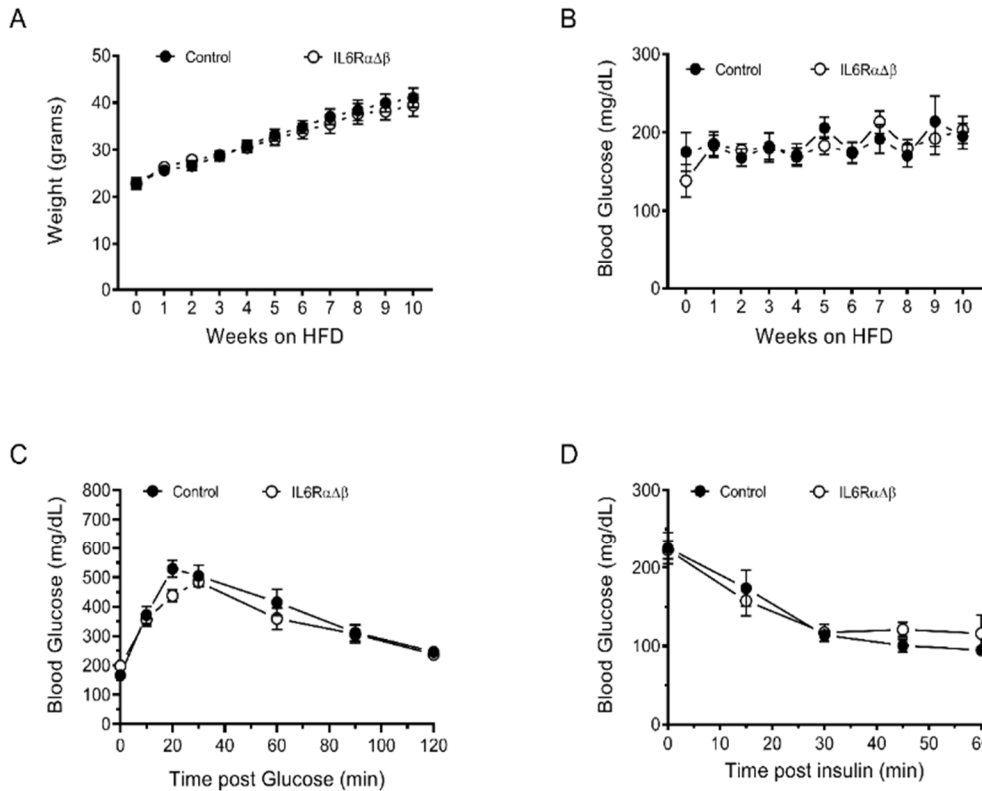 A
Control IL6RαΔβ
Weight (grams)
50
40
30
20
10
0
0 1 2 3 4 5 6 7 8 9 10
Weeks on HFD
B
Control IL6RαΔβ
Blood Glucose (mg/dL)
300
200
100
0
0 1 2 3 4 5 6 7 8 9 10
Weeks on HFD
C
Control IL6RαΔβ
Blood Glucose (mg/dL)
800
700
600
500
400
300
200
100
0
0 20 40 60 80 100 120
Time post Glucose (min)
D
Control IL6RαΔβ
Blood Glucose (mg/dL)
300
200
100
0
0 10 20 30 40 50
Time post insulin (min)